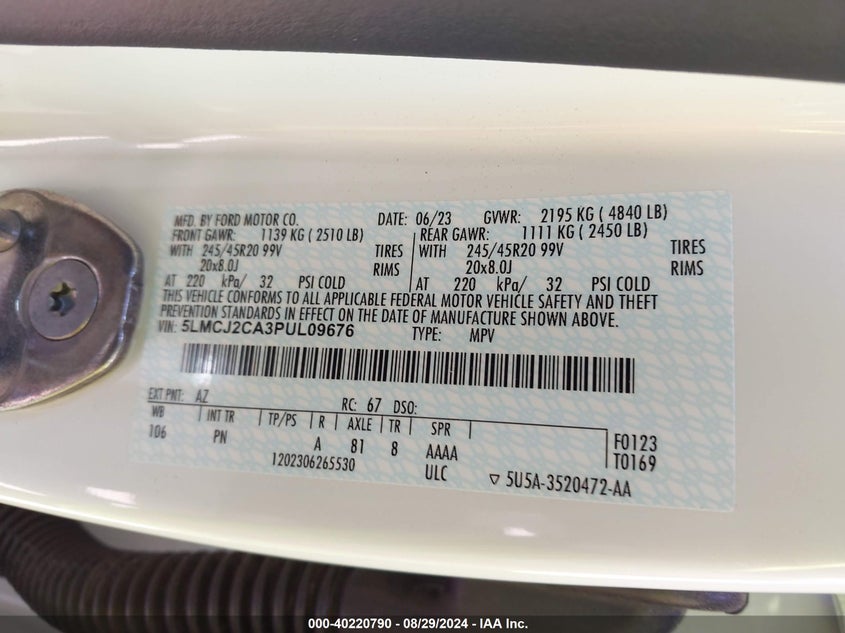 MFD. BY FORD MOTOR CO. DATE: 06/23 GVWR: 2195 KG ( 4840 LB)
FRONT GAWR: 1139 KG ( 2510 LB) REAR GAWR: 1111 KG ( 2450 LB)
WITH 245/45R20 99V TIRES WITH 245/45R20 99V TIRES
20x8.0J RIMS 20x8.0J RIMS
AT 220 kPa/ 32 PSI COLD AT 220 kPa/ 32 PSI COLD
THIS VEHICLE CONFORMS TO ALL APPLICABLE FEDERAL MOTOR VEHICLE SAFETY AND THEFT
PREVENTION STANDARDS IN EFFECT ON THE DATE OF MANUFACTURE SHOWN ABOVE.
VIN: 5LMCJ2CA3PUL09676 TYPE: MPV
EXT PNT: AZ RC: 67 DSO:
WB INT TR TP/PS R AXLE TR SPR
106 PN A 81 8 AAAA F0123
1202306265530 ULC T0169
▽ 5U5A-3520472-AA
000-40220790 - 08/29/2024 - IAA Inc.